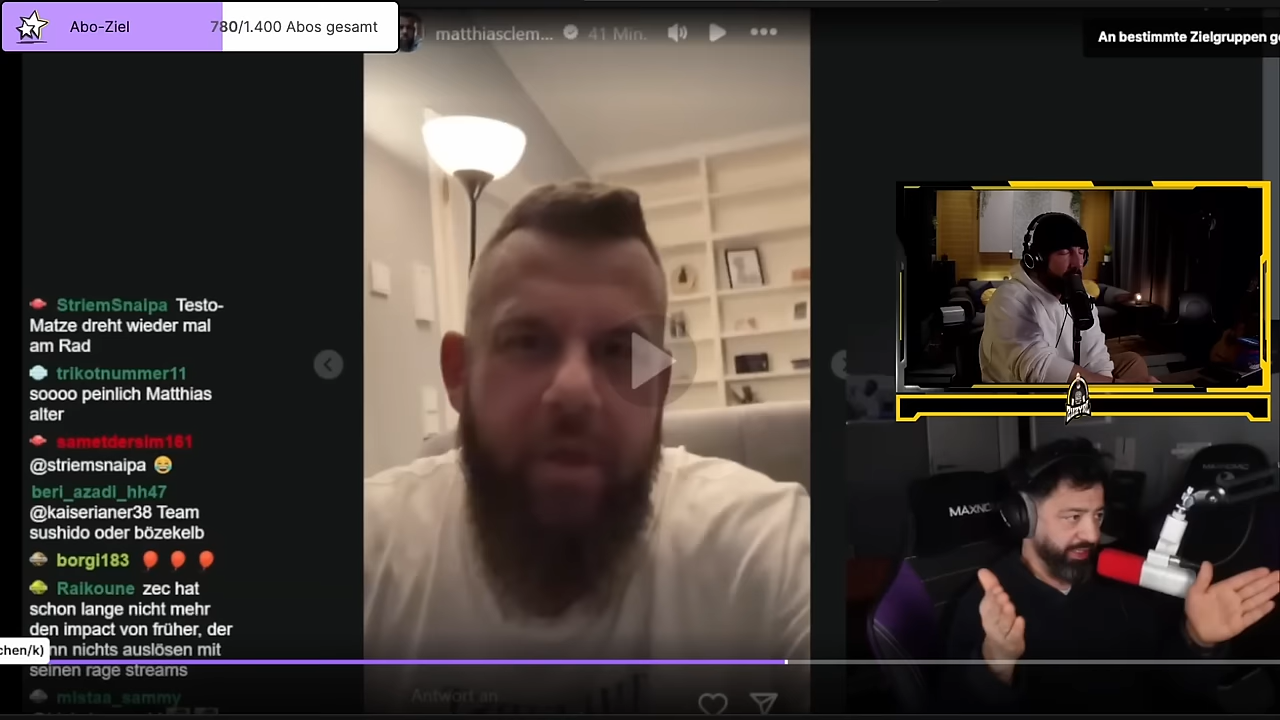 Abo-Ziel
780/1.400 Abos gesamt
matthiasclem... 41 Min.
An bestimmte Zielgruppen ge
StriemSnaipa Testo-
Matze dreht wieder mal
am Rad
trikotnummer11
soooo peinlich Matthias
alter
sametdersim161
@striemsnaipa 😂
beri_azadi_hh47
@kaiserianer38 Team
sushido oder bözekelb
borgi183 🎈🎈🎈
Raikoune zec hat
schon lange nicht mehr
den impact von früher, der
nn nichts auslösen mit
seinen rage streams
chen/k)
mistaa_sammy
Antwort an...
MAXNOMIC